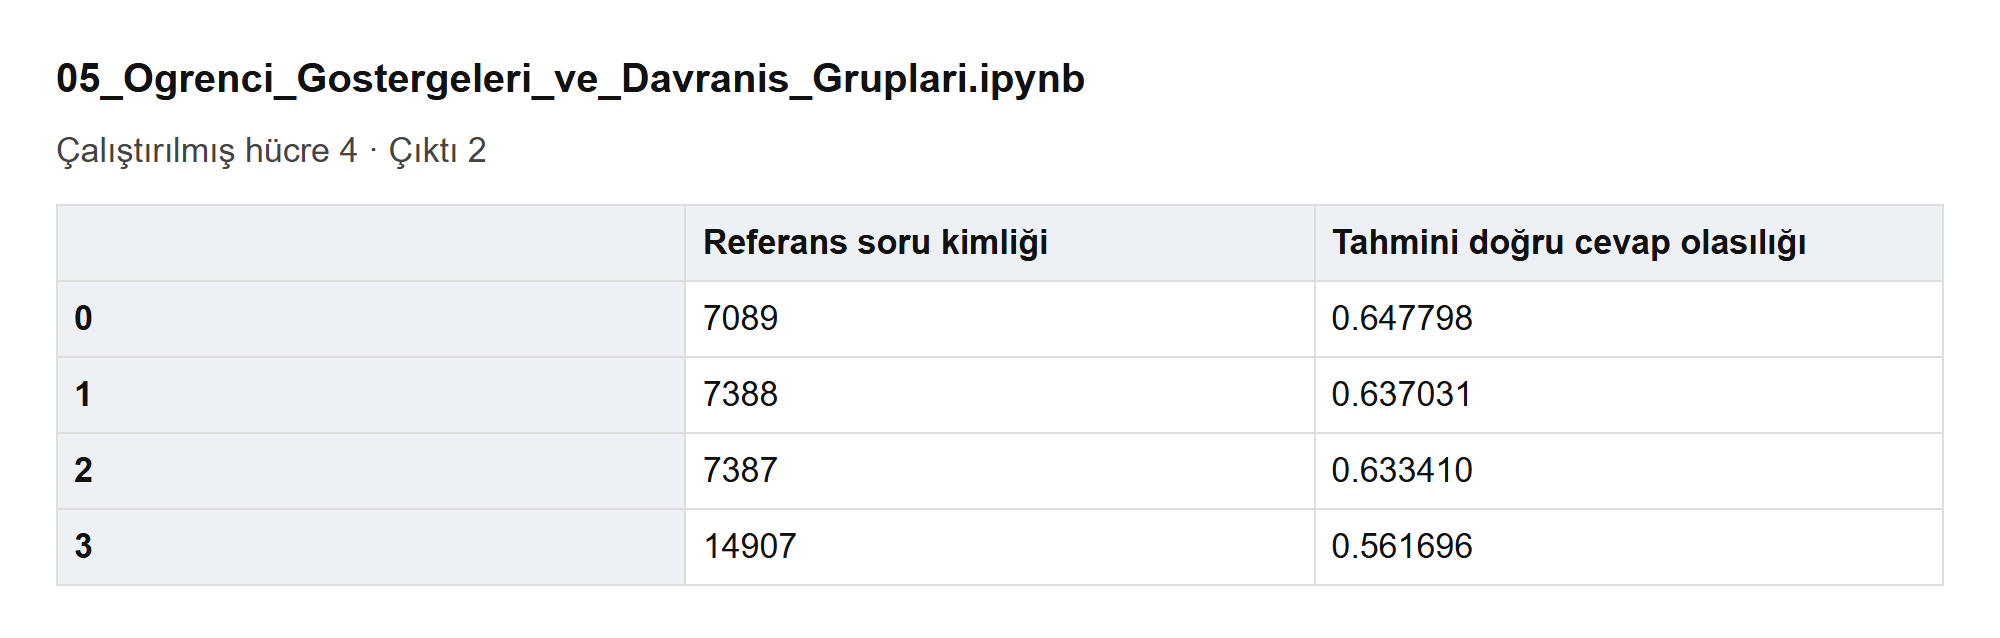 05_Ogrenci_Gostergeleri_ve_Davranis_Gruplari.ipynb
Çalıştırılmış hücre 4 · Çıktı 2
Referans soru kimliği Tahmini doğru cevap olasılığı
0 7089 0.647798
1 7388 0.637031
2 7387 0.633410
3 14907 0.561696